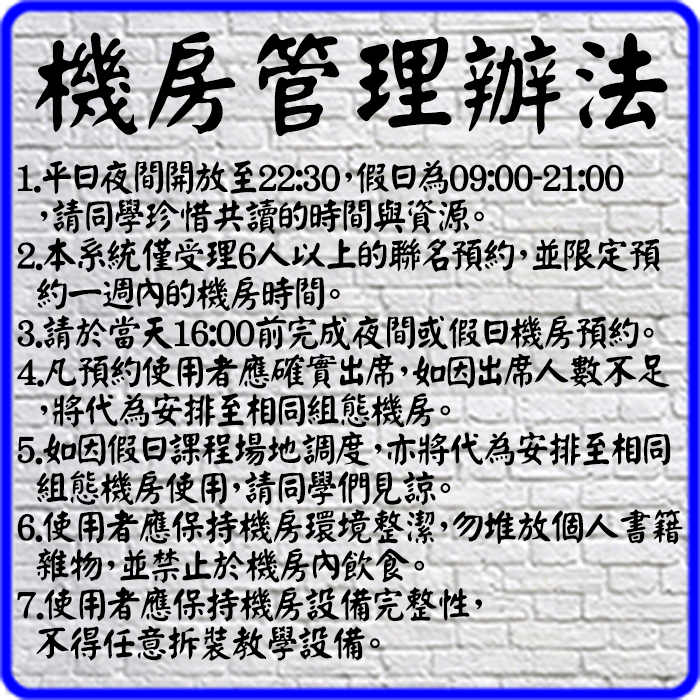 機房管理辦法
1.平日夜間開放至22:30，假日為09:00-21:00
，請同學珍惜共讀的時間與資源。
2.本系統僅受理6人以上的聯名預約，並限定預
約一週內的機房時間。
3.請於當天16:00前完成夜間或假日機房預約。
4.凡預約使用者應確實出席，如因出席人數不足
，將代為安排至相同組態機房。
5.如因假日課程場地調度，亦將代為安排至相同
組態機房使用，請同學們見諒。
6.使用者應保持機房環境整潔，勿堆放個人書籍
雜物，並禁止於機房內飲食。
7.使用者應保持機房設備完整性，
不得任意拆裝教學設備。